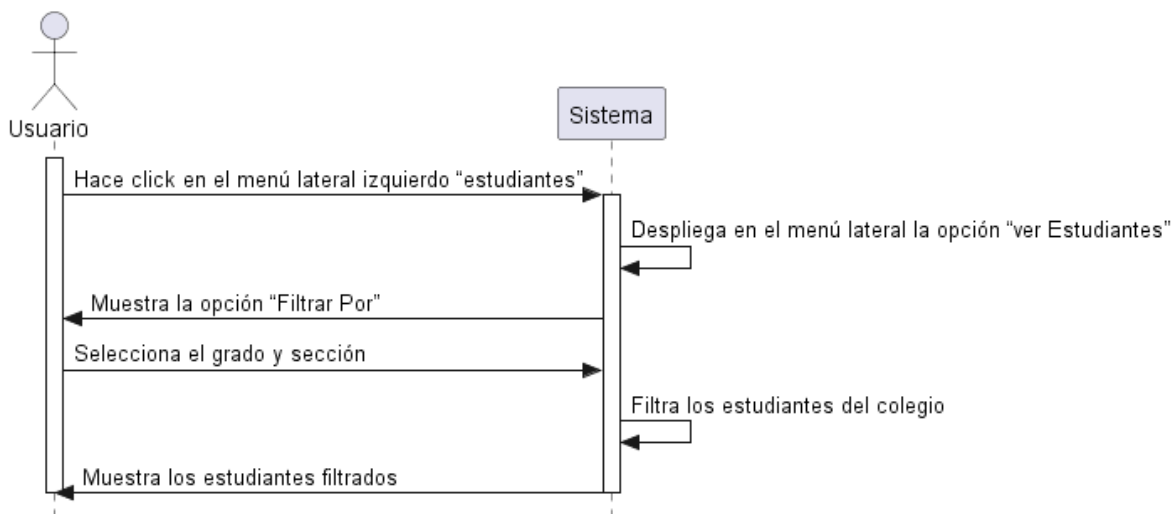 Usuario
Sistema
Hace click en el menú lateral izquierdo “estudiantes”
Despliega en el menú lateral la opción “ver Estudiantes”
Muestra la opción “Filtrar Por”
Selecciona el grado y sección
Filtra los estudiantes del colegio
Muestra los estudiantes filtrados